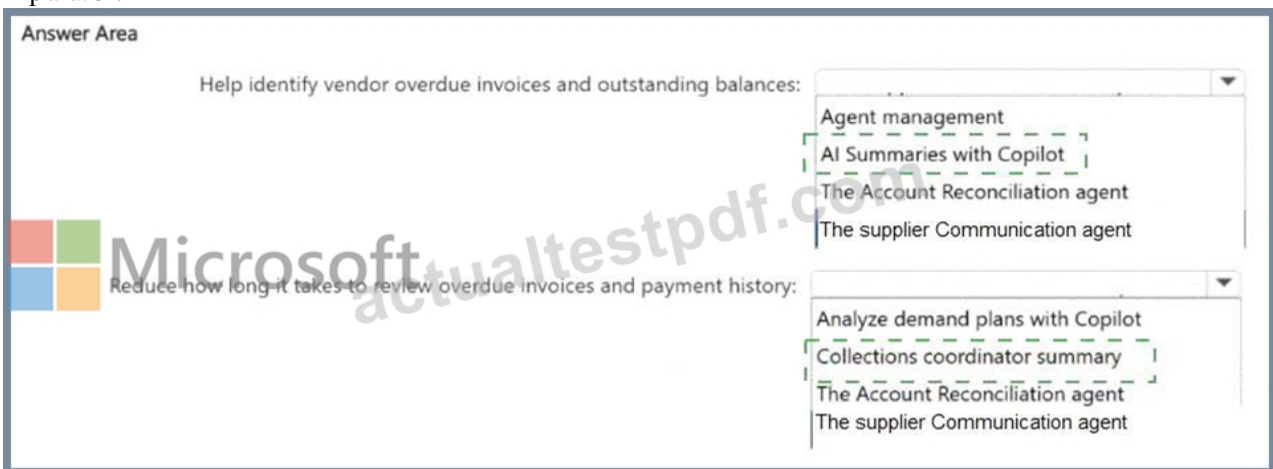 Answer Area
Help identify vendor overdue invoices and outstanding balances:
Agent management
AI Summaries with Copilot
The Account Reconciliation agent
The supplier Communication agent
Microsoft
actualtestpdf.com
Reduce how long it takes to review overdue invoices and payment history:
Analyze demand plans with Copilot
Collections coordinator summary
The Account Reconciliation agent
The supplier Communication agent